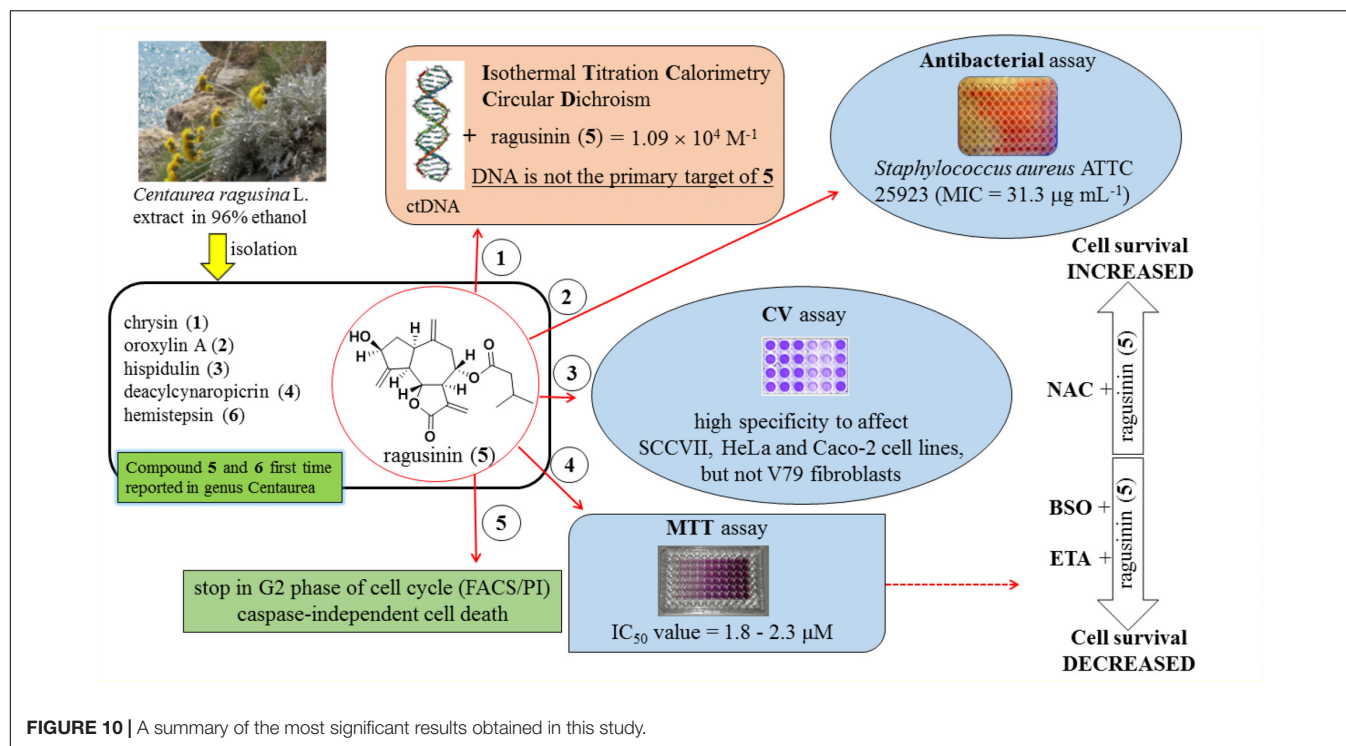 Centaurea ragusina L.
extract in 96% ethanol
isolation
chrysin (1)
oroxylin A (2)
hispidulin (3)
deacylcynaropicrin (4)
hemistepsin (6)
Compound 5 and 6 first time
reported in genus Centaurea
HO
H
H
H
H
H
H
O
O
O
O
ragusinin (5)
1
2
3
4
5
Isothermal Titration Calorimetry
Circular Dichroism
+ ragusinin (5) = 1.09 × 10⁴ M⁻¹
DNA is not the primary target of 5
ctDNA
Antibacterial assay
Staphylococcus aureus ATTC
25923 (MIC = 31.3 µg mL⁻¹)
CV assay
high specificity to affect
SCCVII, HeLa and Caco-2 cell lines,
but not V79 fibroblasts
MTT assay
IC₅₀ value = 1.8 - 2.3 µM
stop in G2 phase of cell cycle (FACS/PI)
caspase-independent cell death
Cell survival
INCREASED
NAC +
ragusinin (5)
BSO +
ETA +
ragusinin (5)
Cell survival
DECREASED
FIGURE 10 | A summary of the most significant results obtained in this study.